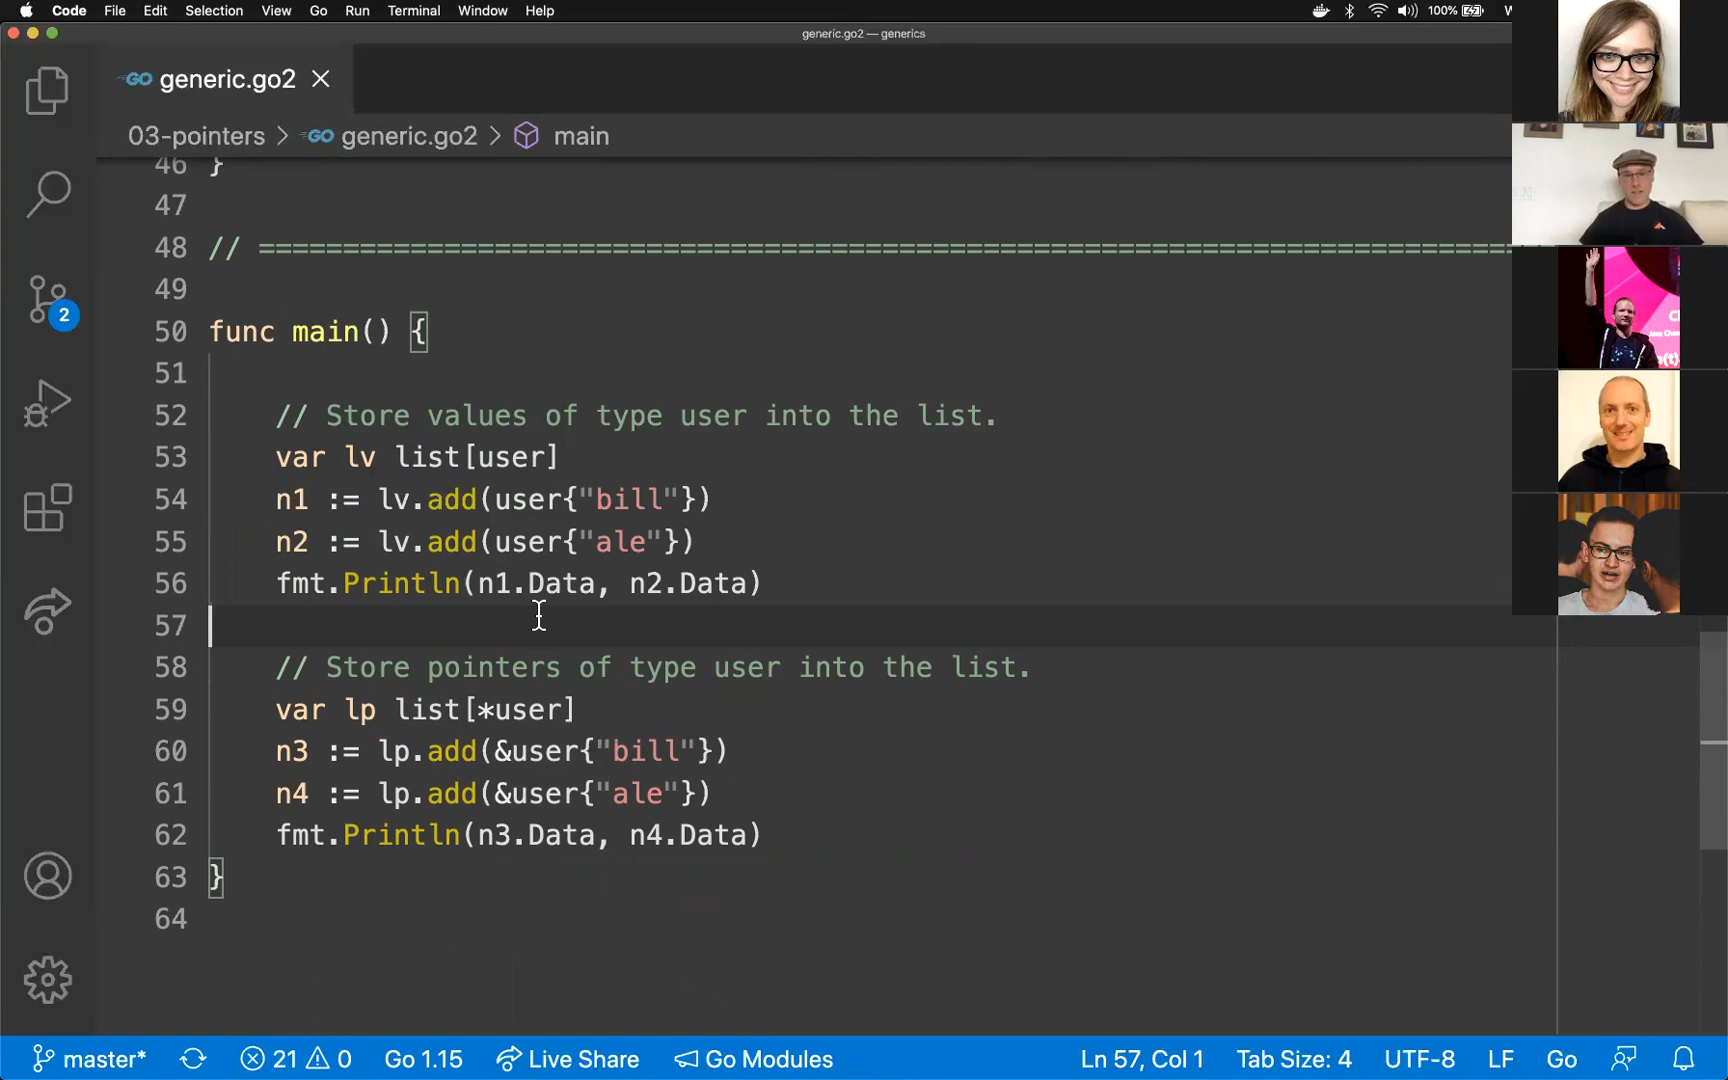 Code File Edit Selection View Go Run Terminal Window Help 100%
generic.go2 — generics
GO generic.go2
03-pointers > GO generic.go2 > main
46 }
47
48 // ==============================================================================
49
50 func main() {
51
52 // Store values of type user into the list.
53 var lv list[user]
54 n1 := lv.add(user{"bill"})
55 n2 := lv.add(user{"ale"})
56 fmt.Println(n1.Data, n2.Data)
57
58 // Store pointers of type user into the list.
59 var lp list[*user]
60 n3 := lp.add(&user{"bill"})
61 n4 := lp.add(&user{"ale"})
62 fmt.Println(n3.Data, n4.Data)
63 }
64
2
master* 21 0 Go 1.15 Live Share Go Modules Ln 57, Col 1 Tab Size: 4 UTF-8 LF Go